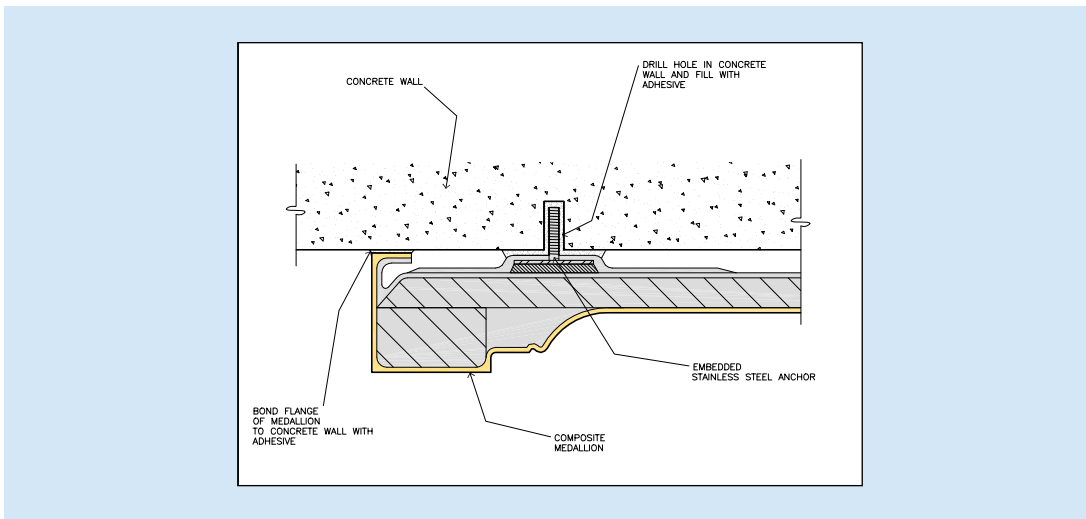 CONCRETE WALL
DRILL HOLE IN CONCRETE
WALL AND FILL WITH
ADHESIVE
EMBEDDED
STAINLESS STEEL ANCHOR
BOND FLANGE
OF MEDALLION
TO CONCRETE WALL WITH
ADHESIVE
COMPOSITE
MEDALLION